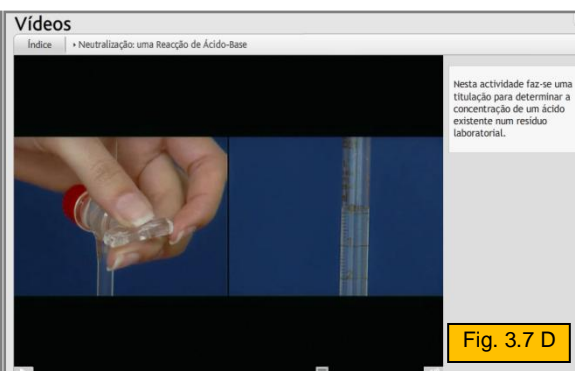 Vídeos
Índice
Neutralização: uma Reacção de Ácido-Base
Nesta actividade faz-se uma
titulação para determinar a
concentração de um ácido
existente num resíduo
laboratorial.
Fig. 3.7 D